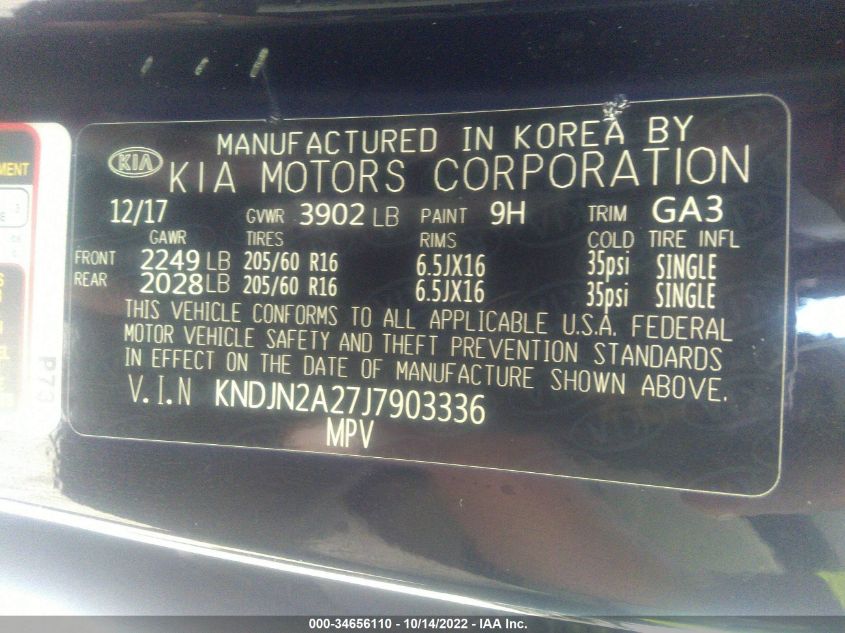 MANUFACTURED IN KOREA BY
KIA KIA MOTORS CORPORATION
12/17 GVWR 3902 LB PAINT 9H TRIM GA3
GAWR TIRES RIMS COLD TIRE INFL
FRONT 2249 LB 205/60 R16 6.5JX16 35psi SINGLE
REAR 2028 LB 205/60 R16 6.5JX16 35psi SINGLE
THIS VEHICLE CONFORMS TO ALL APPLICABLE U.S.A. FEDERAL
MOTOR VEHICLE SAFETY AND THEFT PREVENTION STANDARDS
IN EFFECT ON THE DATE OF MANUFACTURE SHOWN ABOVE.
V.I.N KNDJN2A27J7903336
MPV
P73
000-34656110 - 10/14/2022 - IAA Inc.